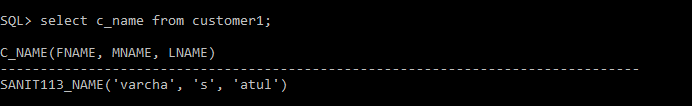 SQL> select c_name from customer1;
C_NAME(FNAME, MNAME, LNAME)
--------------------------------------------------------------------------------
SANIT113_NAME('varcha', 's', 'atul')